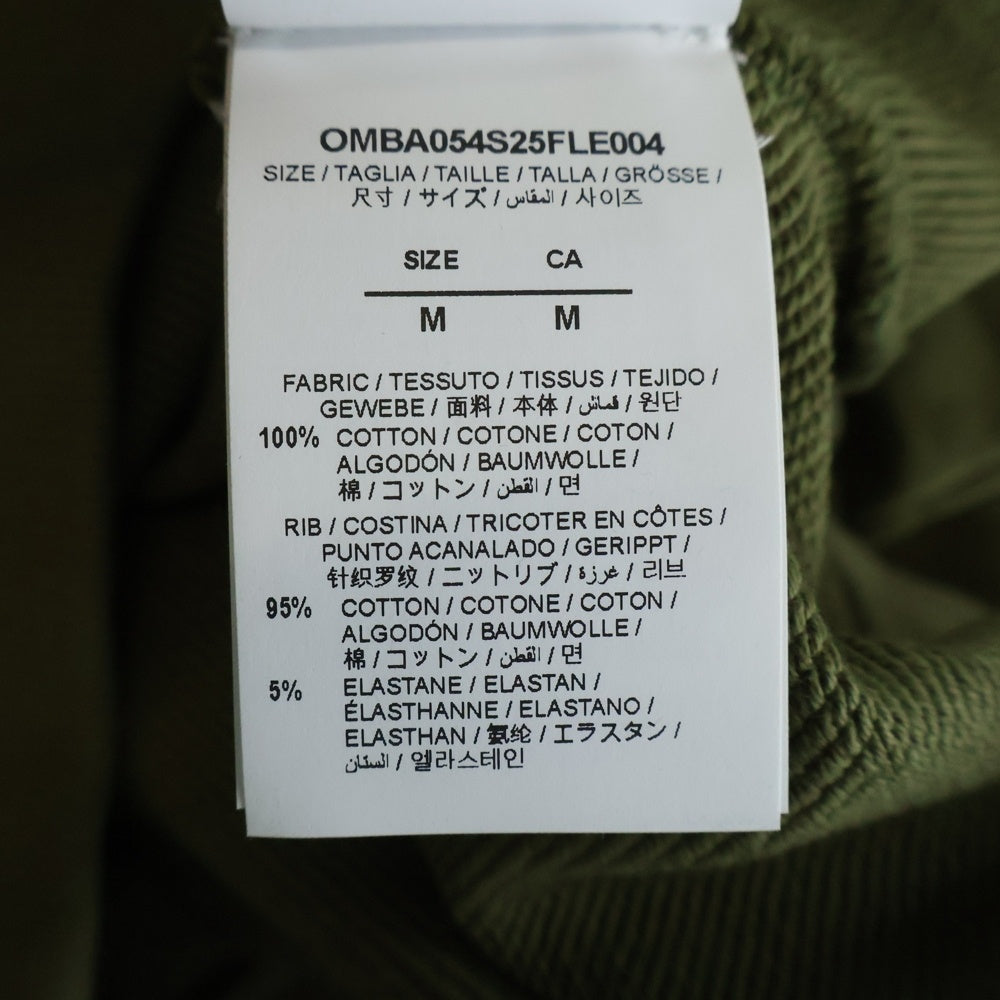 OMBA054S25FLE004
SIZE / TAGLIA / TAILLE / TALLA / GRÖSSE /
尺寸 / サイズ / المقاس / 사이즈
SIZE CA
M M
FABRIC / TESSUTO / TISSUS / TEJIDO /
GEWEBE / 面料 / 本体 / قماش / 원단
100% COTTON / COTONE / COTON /
ALGODÓN / BAUMWOLLE /
棉 / コットン / القطن / 면
RIB / COSTINA / TRICOTER EN CÔTES /
PUNTO ACANALADO / GERIPPT /
针织罗纹 / ニットリブ / غرزة / 리브
95% COTTON / COTONE / COTON /
ALGODÓN / BAUMWOLLE /
棉 / コットン / القطن / 면
5% ELASTANE / ELASTAN /
ÉLASTHANNE / ELASTANO /
ELASTHAN / 氨纶 / エラスタン /
الستان / 엘라스테인